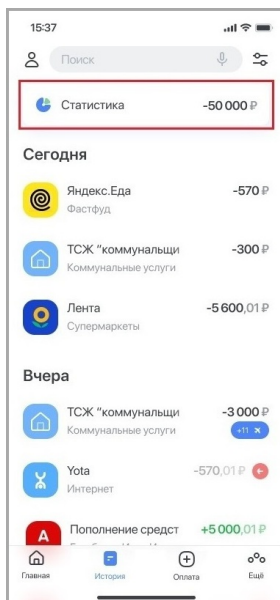 15:37
Поиск
Статистика -50 000 ₽
Сегодня
Яндекс.Еда -570 ₽
Фастфуд
ТСЖ “коммунальщи -300 ₽
Коммунальные услуги
Лента -5 600,01 ₽
Супермаркеты
Вчера
ТСЖ “коммунальщи -3 000 ₽
Коммунальные услуги +11
Yota -570,01 ₽
Интернет
А Пополнение средст +5 000,01 ₽
Главная История Оплата Ещё